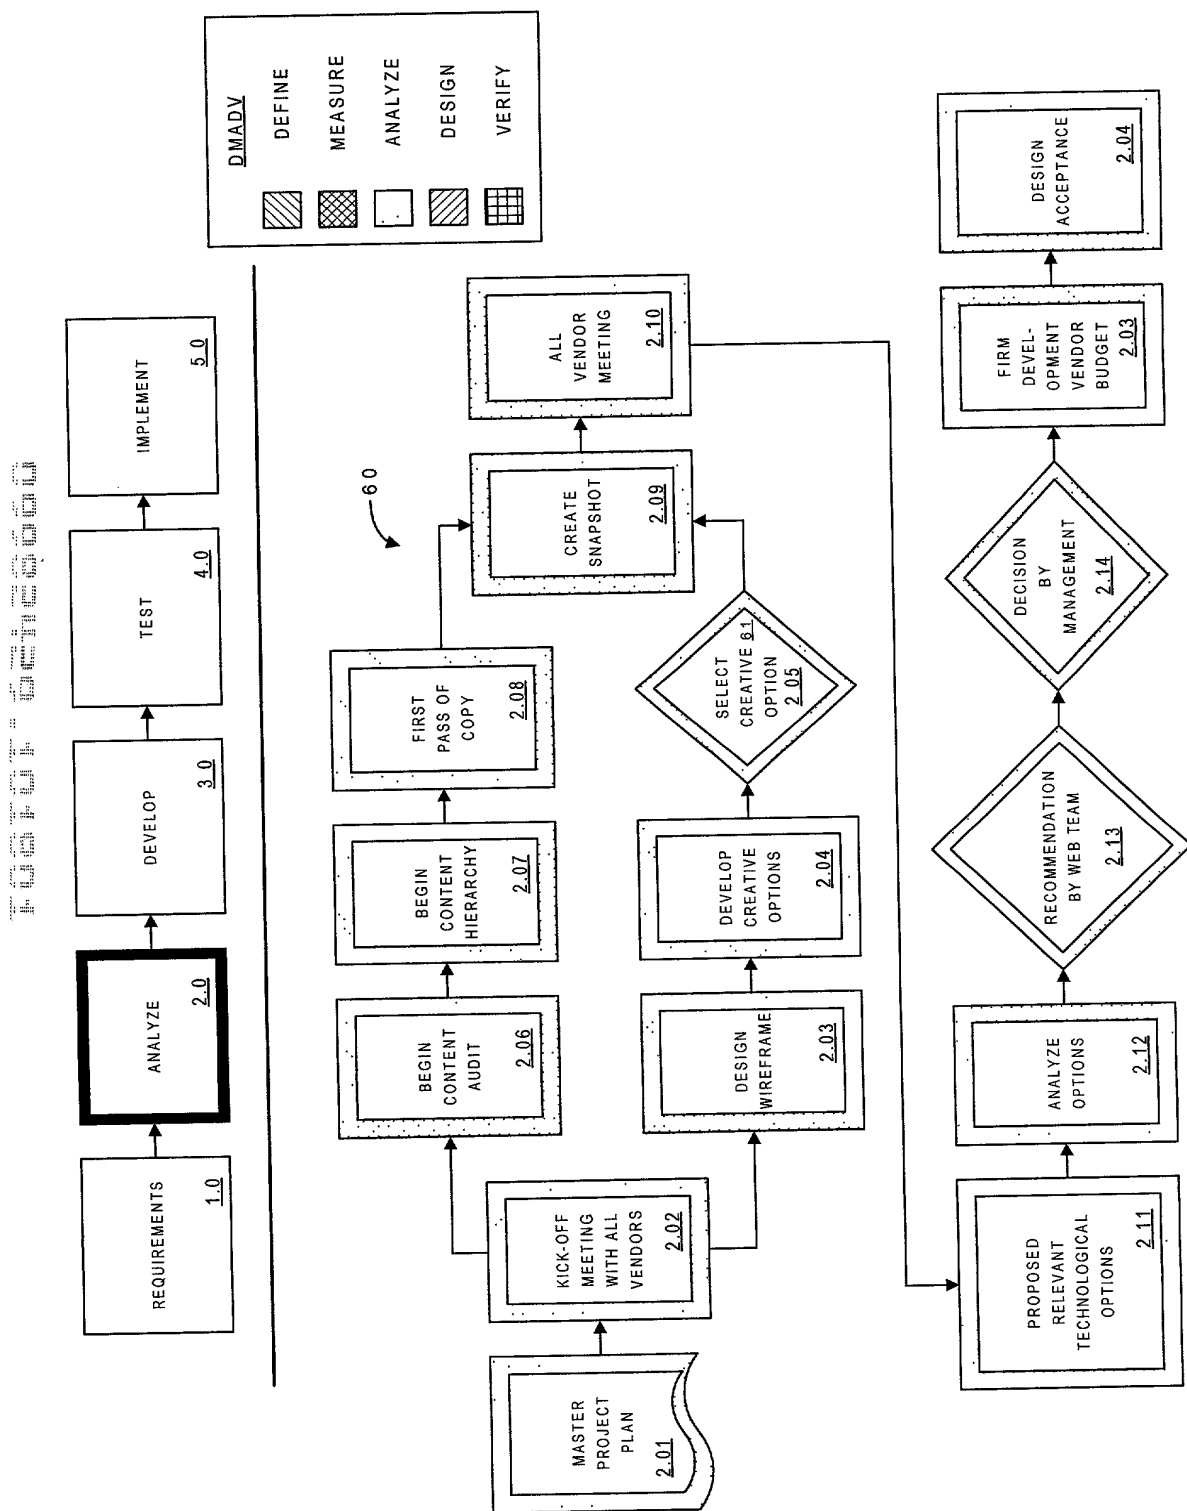 REQUIREMENTS
1.0
ANALYZE
2.0
DEVELOP
3.0
TEST
4.0
IMPLEMENT
5.0
DMADV
DEFINE
MEASURE
ANALYZE
DESIGN
VERIFY
60
MASTER
PROJECT
PLAN
2.01
KICK-OFF
MEETING
WITH ALL
VENDORS
2.02
BEGIN
CONTENT
AUDIT
2.06
BEGIN
CONTENT
HIERARCHY
2.07
FIRST
PASS OF
COPY
2.08
DESIGN
WIREFRAME
2.03
DEVELOP
CREATIVE
OPTIONS
2.04
SELECT
CREATIVE 61
OPTION
2.05
CREATE
SNAPSHOT
2.09
ALL
VENDOR
MEETING
2.10
PROPOSED
RELEVANT
TECHNOLOGICAL
OPTIONS
2.11
ANALYZE
OPTIONS
2.12
RECOMMENDATION
BY WEB TEAM
2.13
DECISION
BY
MANAGEMENT
2.14
FIRM
DEVEL-
OPMENT
VENDOR
BUDGET
2.03
DESIGN
ACCEPTANCE
2.04